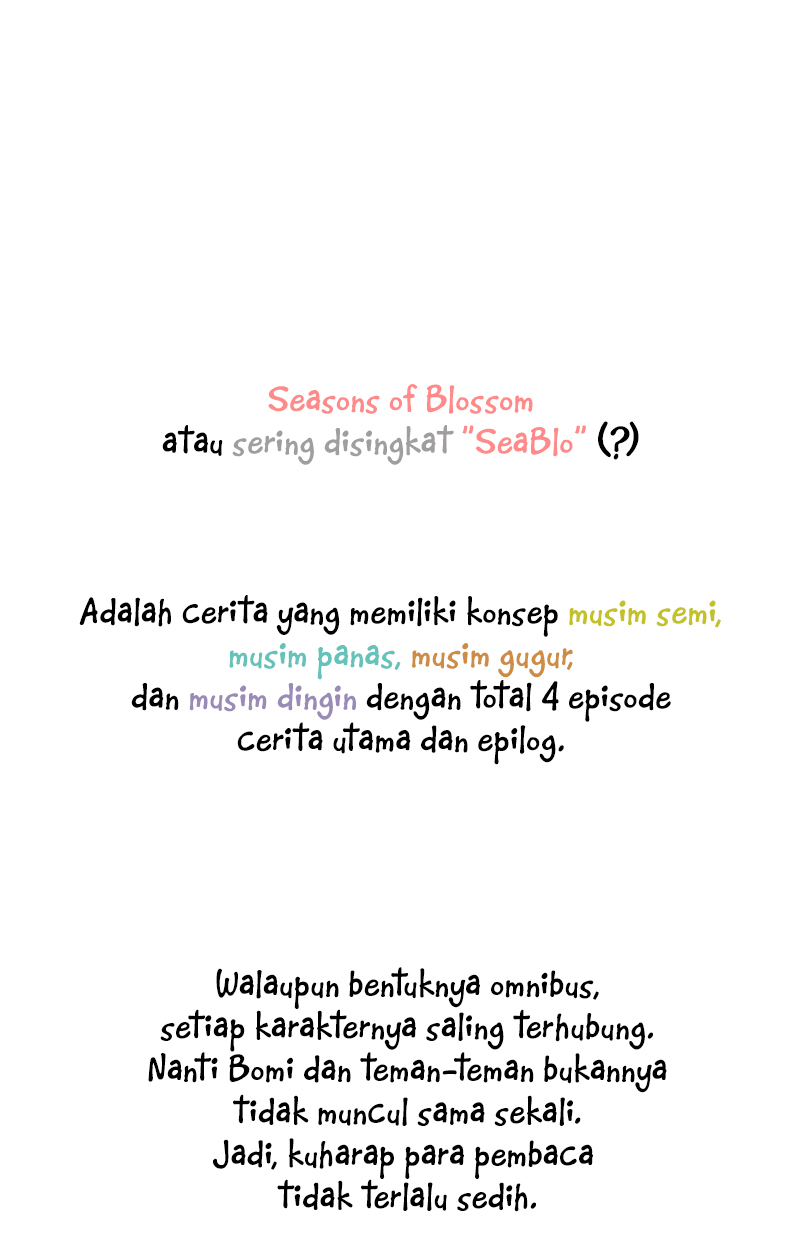 Seasons of Blossom
atau sering disingkat "SeaBlo" (?)
Adalah cerita yang memiliki konsep musim semi,
musim panas, musim gugur,
dan musim dingin dengan total 4 episode
cerita utama dan epilog.
Walaupun bentuknya omnibus,
setiap karakternya saling terhubung.
Nanti Bomi dan teman-teman bukannya
tidak muncul sama sekali.
Jadi, kuharap para pembaca
tidak terlalu sedih.